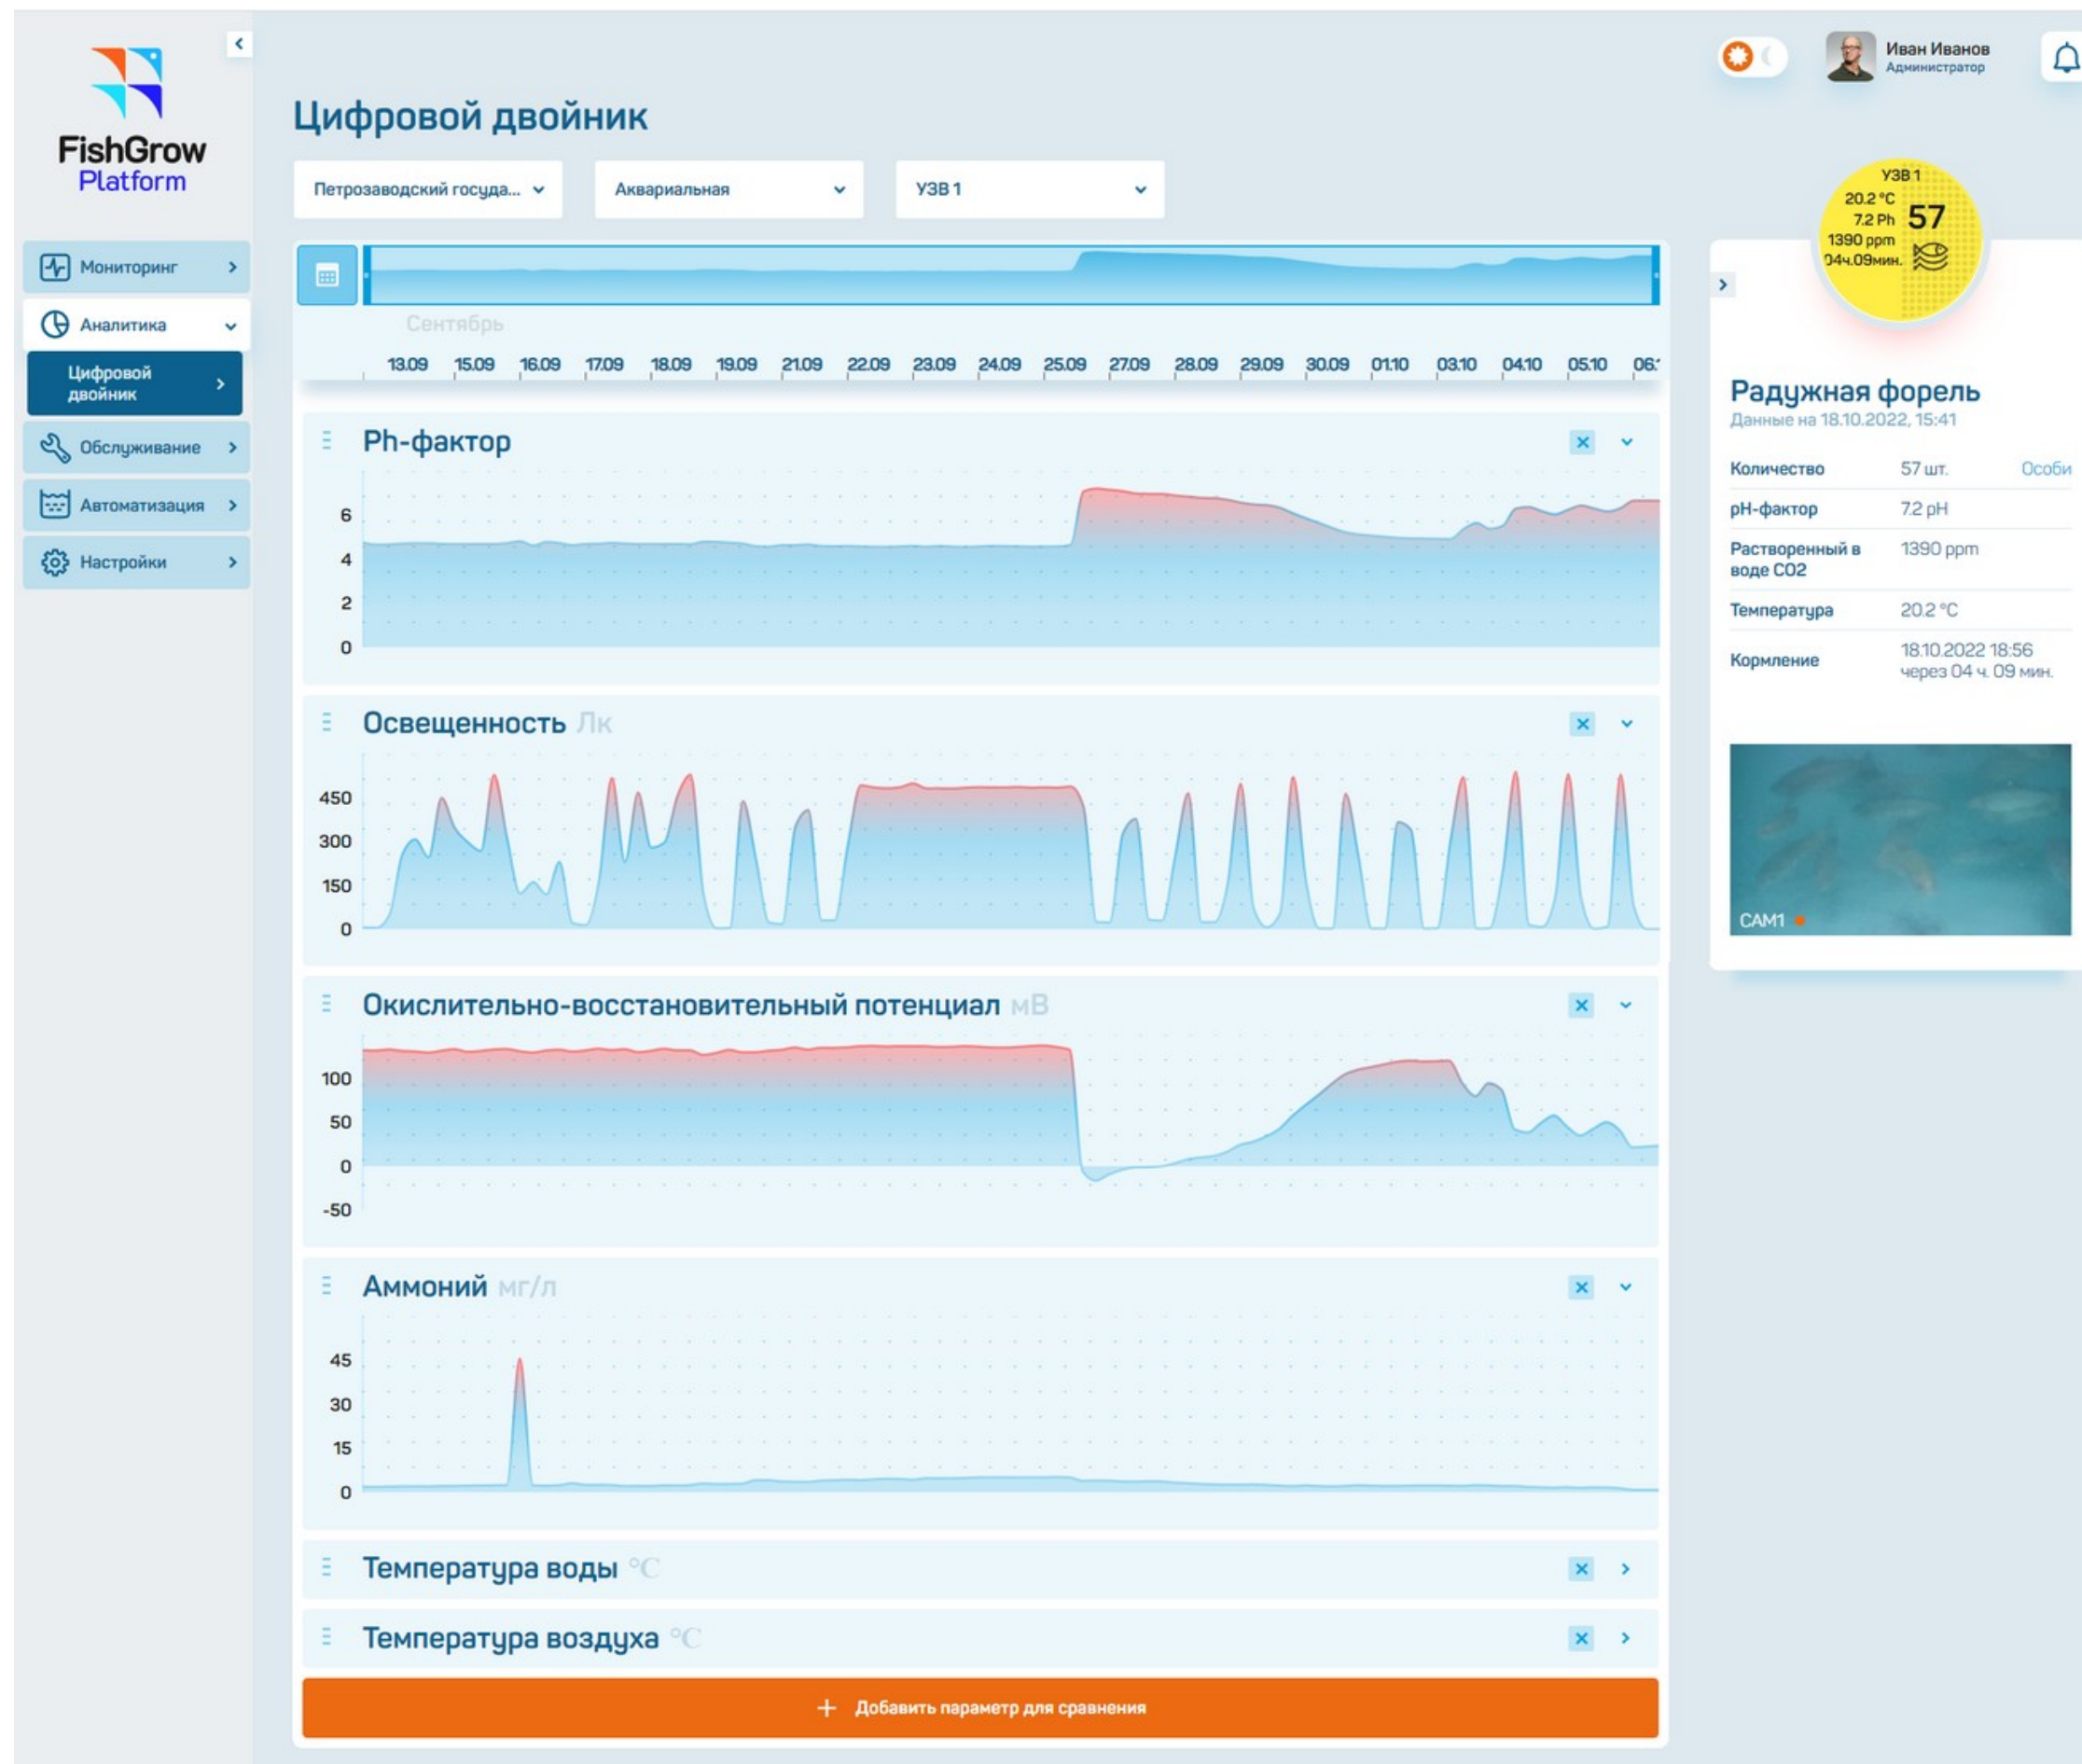 FishGrow
Platform
Мониторинг
Аналитика
Цифровой
двойник
Обслуживание
Автоматизация
Настройки
Иван Иванов
Администратор
Цифровой двойник
Петрозаводский госуда...
Аквариальная
УЗВ 1
Сентябрь
13.09 15.09 16.09 17.09 18.09 19.09 21.09 22.09 23.09 24.09 25.09 27.09 28.09 29.09 30.09 01.10 03.10 04.10 05.10 06.
Ph-фактор
6
4
2
0
Освещенность Лк
450
300
150
0
Окислительно-восстановительный потенциал мВ
100
50
0
-50
Аммоний мг/л
45
30
15
0
Температура воды °C
Температура воздуха °C
+ Добавить параметр для сравнения
УЗВ 1
20.2 °C
7.2 Ph
57
1390 ppm
04ч.09мин.
Радужная форель
Данные на 18.10.2022, 15:41
Количество 57 шт. Особи
pH-фактор 7.2 pH
Растворенный в 1390 ppm
воде CO2
Температура 20.2 °C
Кормление 18.10.2022 18:56
через 04 ч. 09 мин.
CAM1